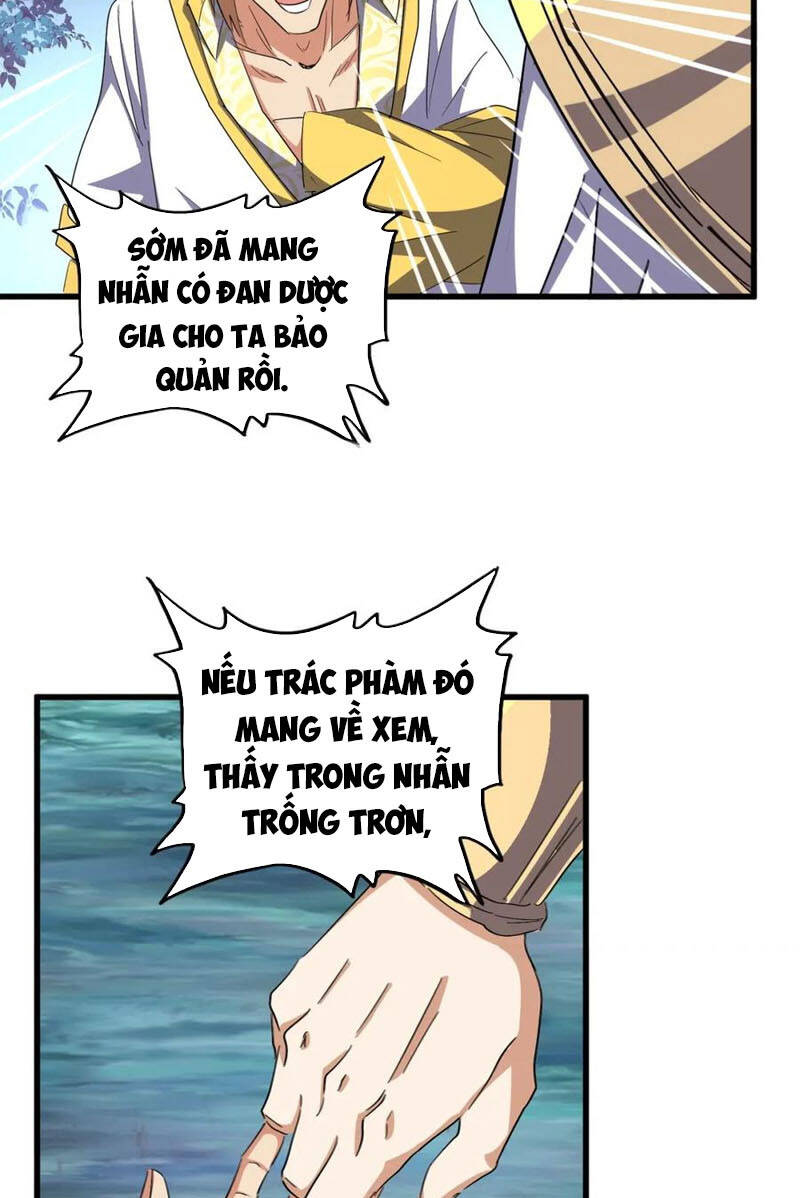 SỚM ĐÃ MANG
NHẪN CÓ ĐAN DƯỢC
GIA CHO TA BẢO
QUẢN RỒI.
NẾU TRÁC PHÀM ĐÓ
MANG VỀ XEM,
THẤY TRONG NHẪN
TRỐNG TRƠN,